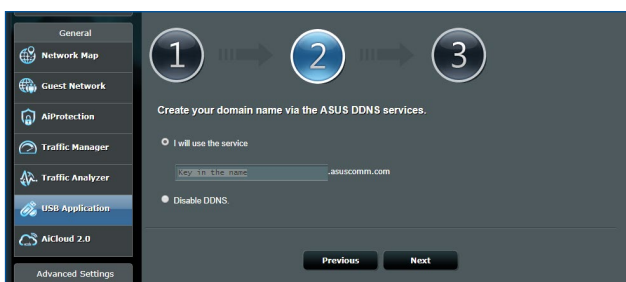 General
Network Map
Guest Network
AiProtection
Traffic Manager
Traffic Analyzer
USB Application
AiCloud 2.0
Advanced Settings
1 2 3
Create your domain name via the ASUS DDNS services.
I will use the service
Key in the name .asuscomm.com
Disable DDNS.
Previous Next